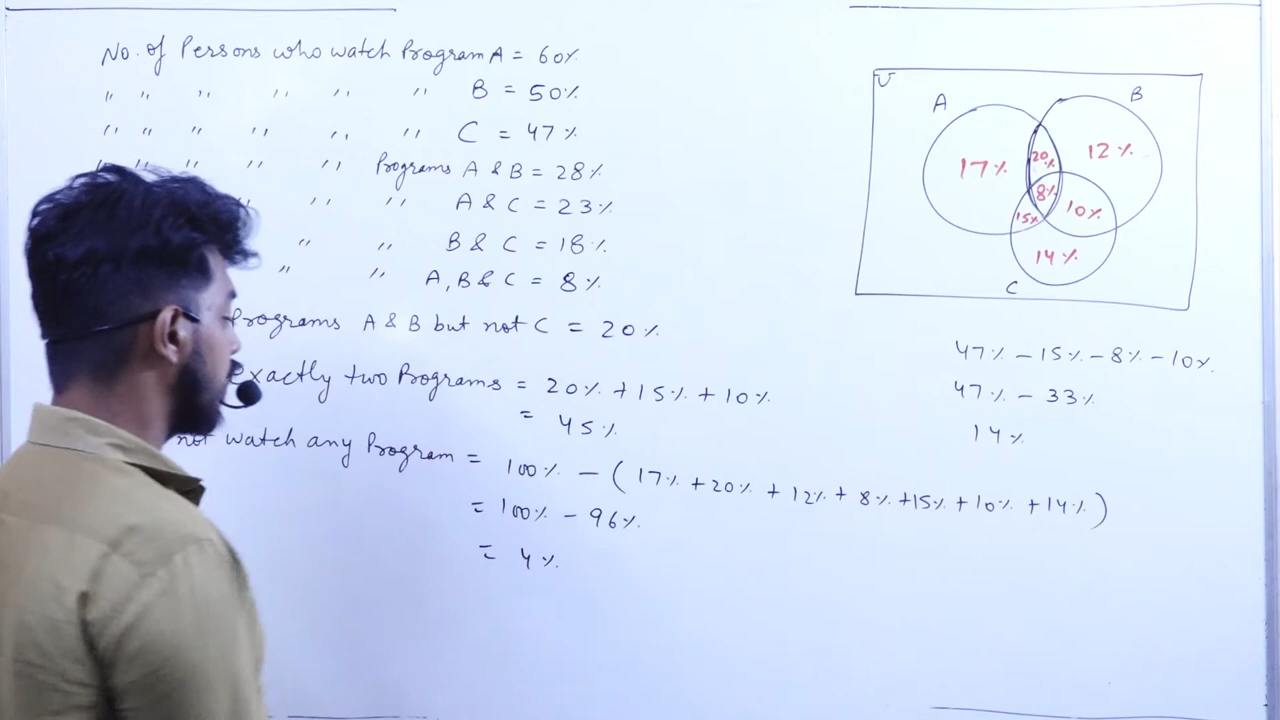 No. of Persons who watch Program A = 60%
" " " " " " B = 50%
" " " " " " C = 47%
" " " " " Programs A & B = 28%
" " " A & C = 23%
" " B & C = 18%
" " A, B & C = 8%
Programs A & B but not C = 20%
exactly two Programs = 20% + 15% + 10%
= 45%
not watch any Program = 100% - (17% + 20% + 12% + 8% + 15% + 10% + 14%)
= 100% - 96%
= 4%
U
A
B
17%
20%
12%
8%
15%
10%
14%
C
47% - 15% - 8% - 10%
47% - 33%
14%